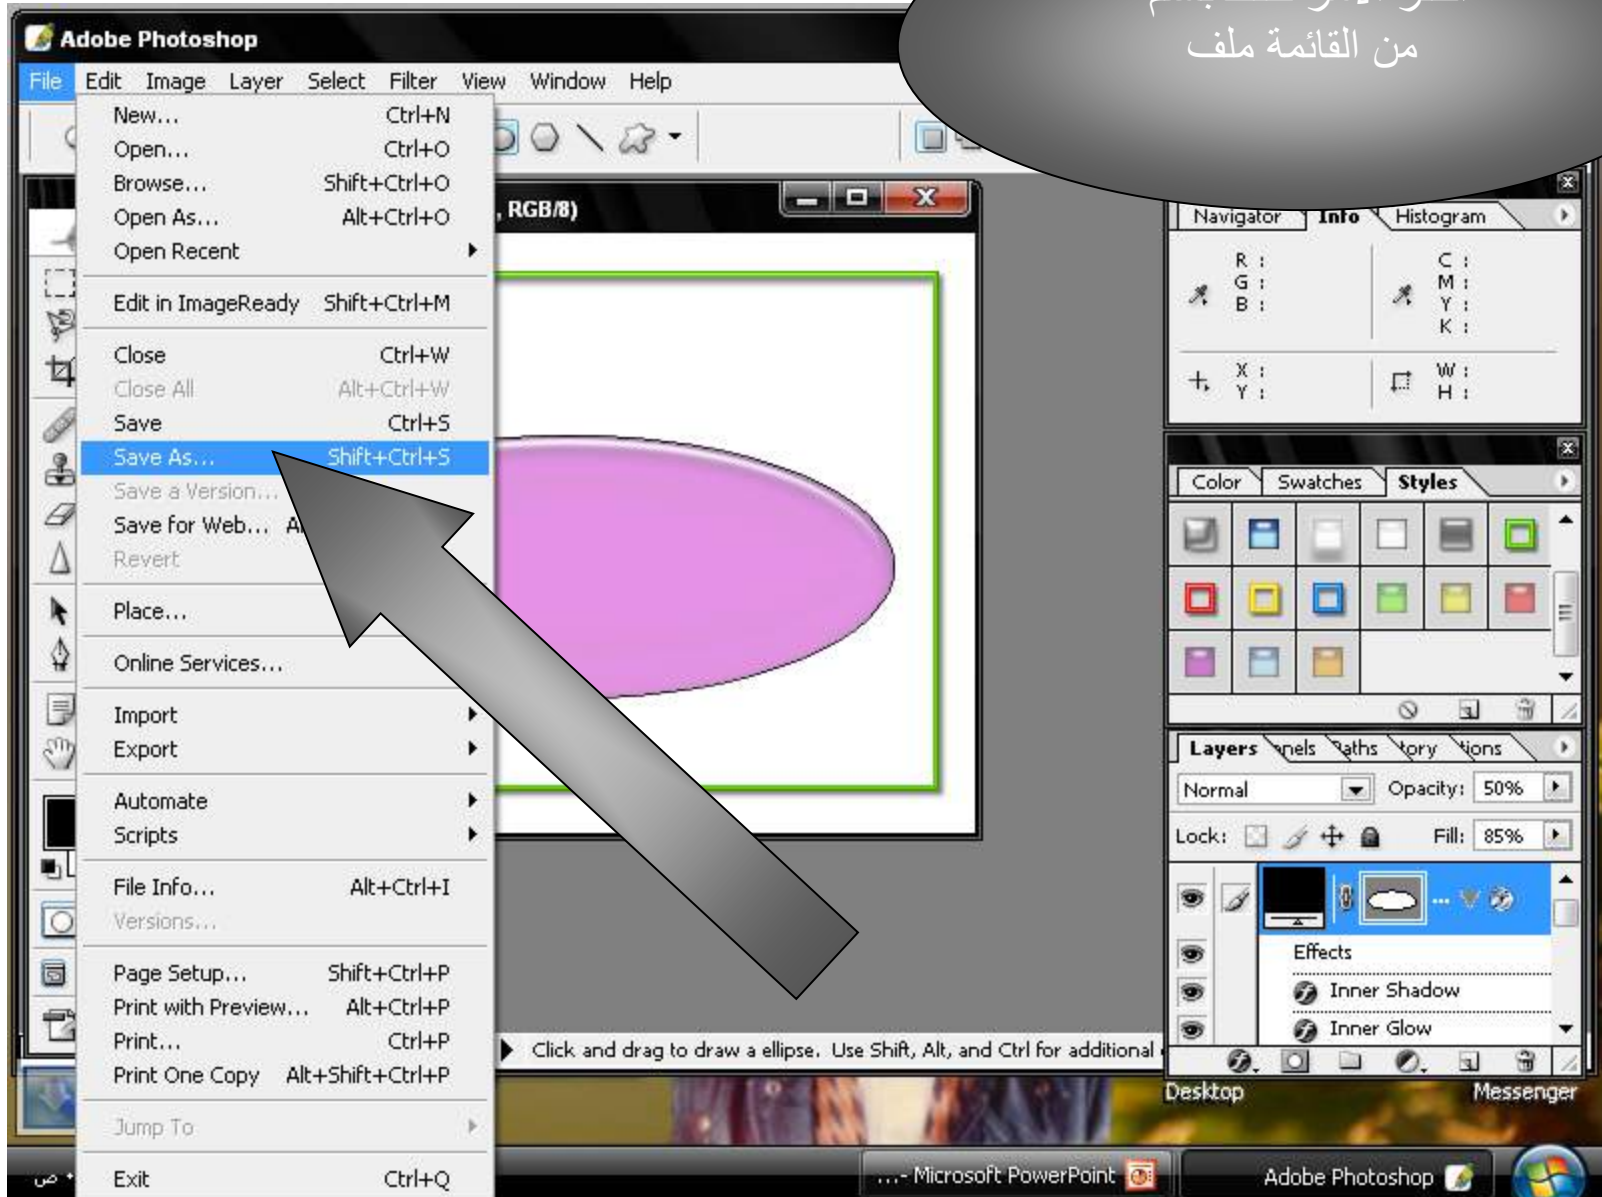 من القائمة ملف
Adobe Photoshop
File Edit Image Layer Select Filter View Window Help
New... Ctrl+N
Open... Ctrl+O
Browse... Shift+Ctrl+O
Open As... Alt+Ctrl+O
Open Recent
Edit in ImageReady Shift+Ctrl+M
Close Ctrl+W
Close All Alt+Ctrl+W
Save Ctrl+S
Save As... Shift+Ctrl+S
Save a Version...
Save for Web...
Revert
Place...
Online Services...
Import
Export
Automate
Scripts
File Info... Alt+Ctrl+I
Versions...
Page Setup... Shift+Ctrl+P
Print with Preview... Alt+Ctrl+P
Print... Ctrl+P
Print One Copy Alt+Shift+Ctrl+P
Jump To
Exit Ctrl+Q
, RGB/8)
Navigator Info Histogram
R : C :
G : M :
B : Y :
K :
X : W :
Y : H :
Color Swatches Styles
Layers nels Paths tory tions
Normal Opacity: 50%
Lock: Fill: 85%
...
Effects
Inner Shadow
Inner Glow
Click and drag to draw a ellipse. Use Shift, Alt, and Ctrl for additional
Desktop Messenger
...- Microsoft PowerPoint
Adobe Photoshop
ص